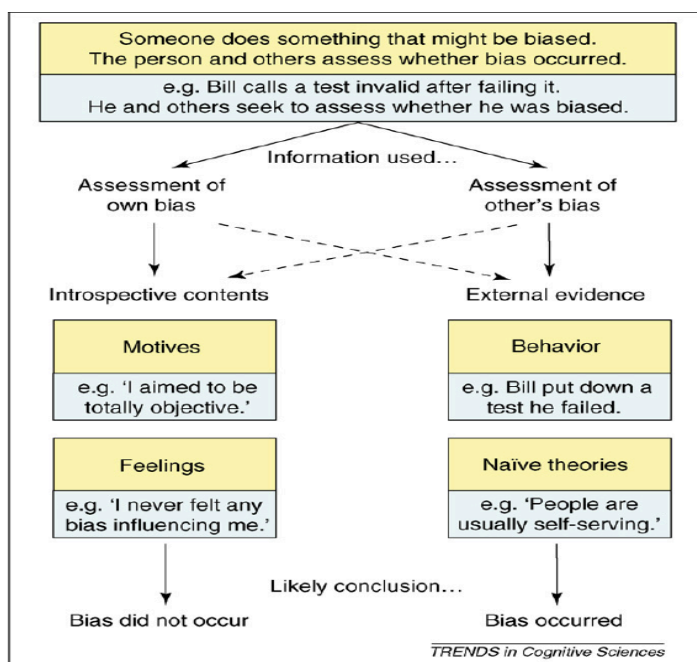 Someone does something that might be biased.
The person and others assess whether bias occurred.
e.g. Bill calls a test invalid after failing it.
He and others seek to assess whether he was biased.
Information used...
Assessment of
own bias
Assessment of
other's bias
Introspective contents
External evidence
Motives
e.g. 'I aimed to be
totally objective.'
Behavior
e.g. Bill put down a
test he failed.
Feelings
e.g. 'I never felt any
bias influencing me.'
Naïve theories
e.g. 'People are
usually self-serving.'
Likely conclusion...
Bias did not occur
Bias occurred
TRENDS in Cognitive Sciences